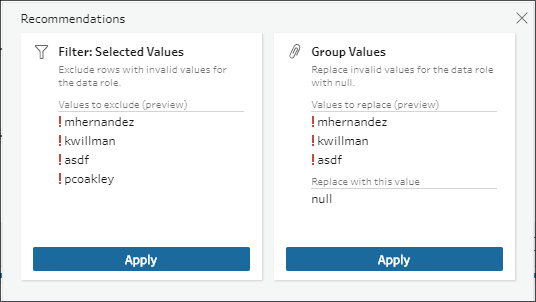 Recommendations
Filter: Selected Values
Exclude rows with invalid values for
the data role.
Values to exclude (preview)
! mhernandez
! kwillman
! asdf
! pcoakley
Apply
Group Values
Replace invalid values for the data role
with null.
Values to replace (preview)
! mhernandez
! kwillman
! asdf
Replace with this value
null
Apply